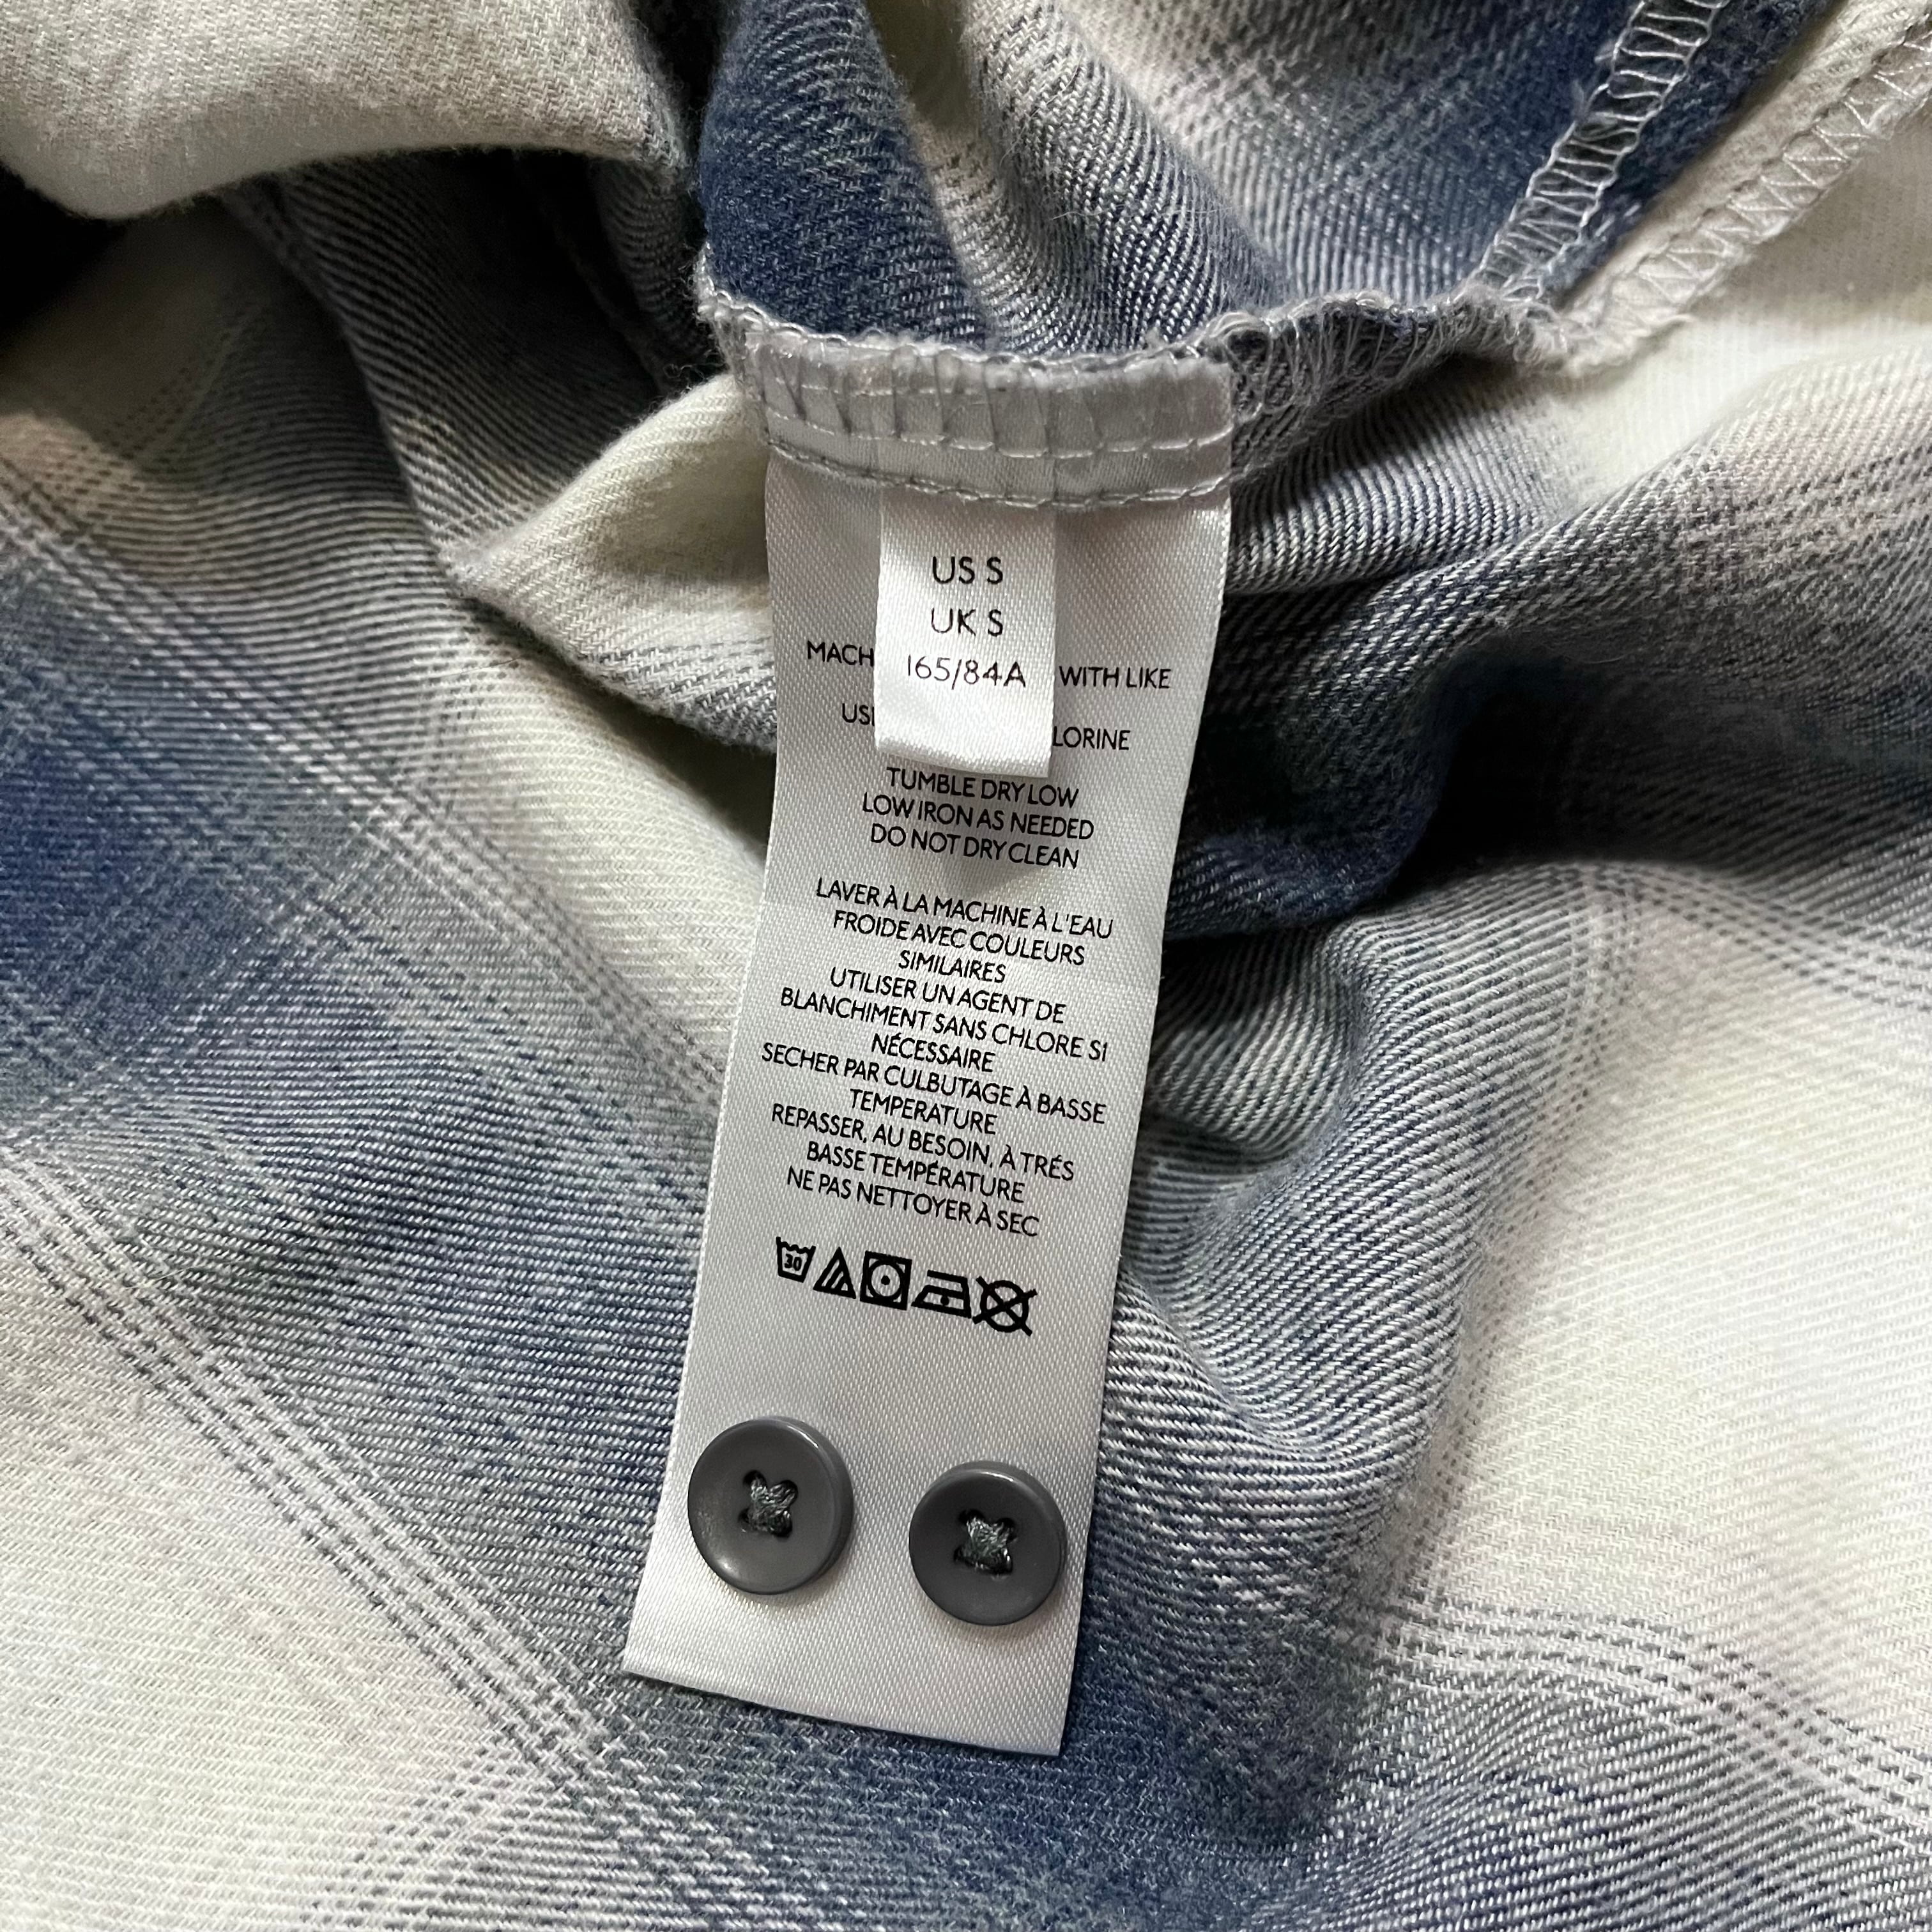 US S
UK S
165/84A
MACH WITH LIKE
US LORINE
TUMBLE DRY LOW
LOW IRON AS NEEDED
DO NOT DRY CLEAN
LAVER À LA MACHINE À L'EAU
FROIDE AVEC COULEURS
SIMILAIRES
UTILISER UN AGENT DE
BLANCHIMENT SANS CHLORE SI
NÉCESSAIRE
SECHER PAR CULBUTAGE À BASSE
TEMPERATURE
REPASSER, AU BESOIN, À TRÉS
BASSE TEMPÉRATURE
NE PAS NETTOYER À SEC
30